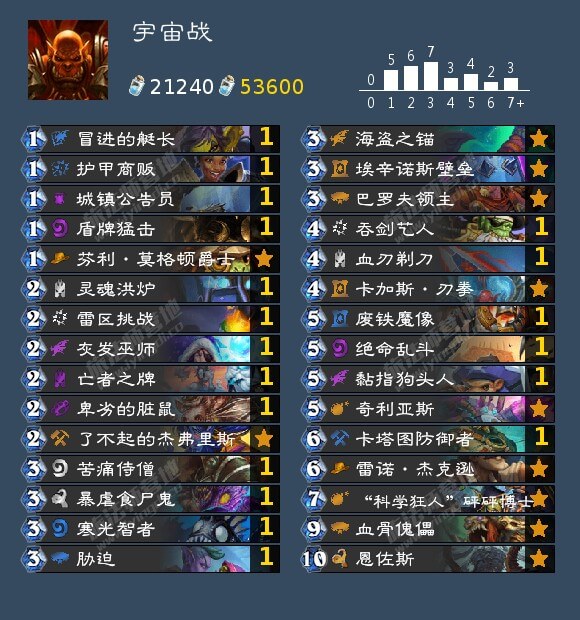 宇宙战
21240 53600
0 5 6 7 3 4 2 3
0 1 2 3 4 5 6 7+
1 冒进的艇长 1
1 护甲商贩 1
1 城镇公告员 1
1 盾牌猛击 1
1 芬利·莫格顿爵士
2 灵魂洪炉 1
2 雷区挑战 1
2 灰发巫师 1
2 亡者之牌 1
2 卑劣的脏鼠 1
2 了不起的杰弗里斯
3 苦痛侍僧 1
3 暴虐食尸鬼 1
3 寒光智者 1
3 胁迫 1
3 海盗之锚
3 埃辛诺斯壁垒
3 巴罗夫领主
4 吞剑艺人 1
4 血刃剃刀 1
4 卡加斯·刃拳
5 废铁魔像 1
5 绝命乱斗 1
5 黏指狗头人 1
5 奇利亚斯
6 卡塔图防御者 1
6 雷诺·杰克逊
7 “科学狂人”砰砰博士
9 血骨傀儡
10 恩佐斯